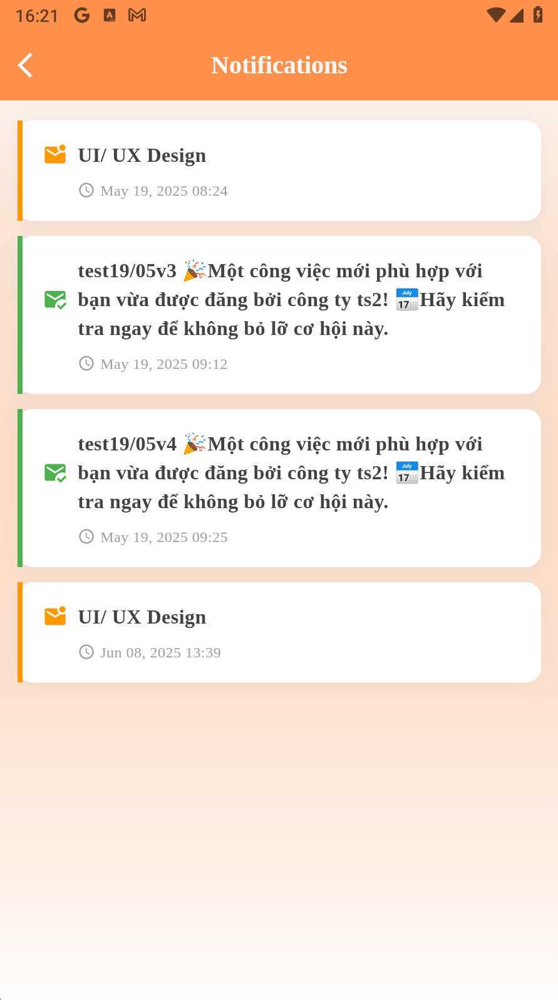 16:21
Notifications
UI/ UX Design
May 19, 2025 08:24
test19/05v3 🎉Một công việc mới phù hợp với
bạn vừa được đăng bởi công ty ts2! 📅Hãy kiểm
tra ngay để không bỏ lỡ cơ hội này.
May 19, 2025 09:12
test19/05v4 🎉Một công việc mới phù hợp với
bạn vừa được đăng bởi công ty ts2! 📅Hãy kiểm
tra ngay để không bỏ lỡ cơ hội này.
May 19, 2025 09:25
UI/ UX Design
Jun 08, 2025 13:39